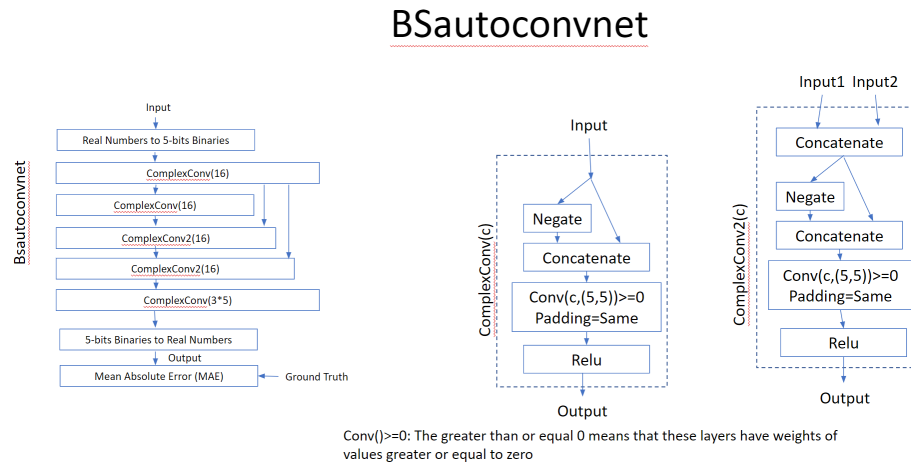 BSautoconvnet
Bsautoconvnet
Input
Real Numbers to 5-bits Binaries
ComplexConv(16)
ComplexConv(16)
ComplexConv2(16)
ComplexConv2(16)
ComplexConv(3*5)
5-bits Binaries to Real Numbers
Output
Mean Absolute Error (MAE)
Ground Truth
ComplexConv(c)
Input
Negate
Concatenate
Conv(c,(5,5))>=0
Padding=Same
Relu
Output
ComplexConv2(c)
Input1 Input2
Concatenate
Negate
Concatenate
Conv(c,(5,5))>=0
Padding=Same
Relu
Output
Conv()>=0: The greater than or equal 0 means that these layers have weights of
values greater or equal to zero